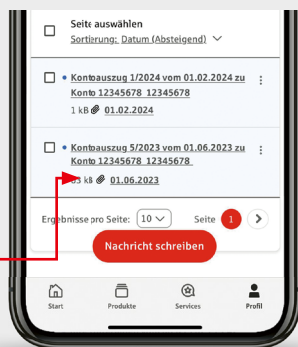 Seite auswählen
Sortierung: Datum (Absteigend)
Kontoauszug 1/2024 vom 01.02.2024 zu
Konto 12345678 12345678
1 kB 01.02.2024
Kontoauszug 5/2023 vom 01.06.2023 zu
Konto 12345678 12345678
kB 01.06.2023
Ergebnisse pro Seite: 10 Seite 1
Nachricht schreiben
Start Produkte Services Profil